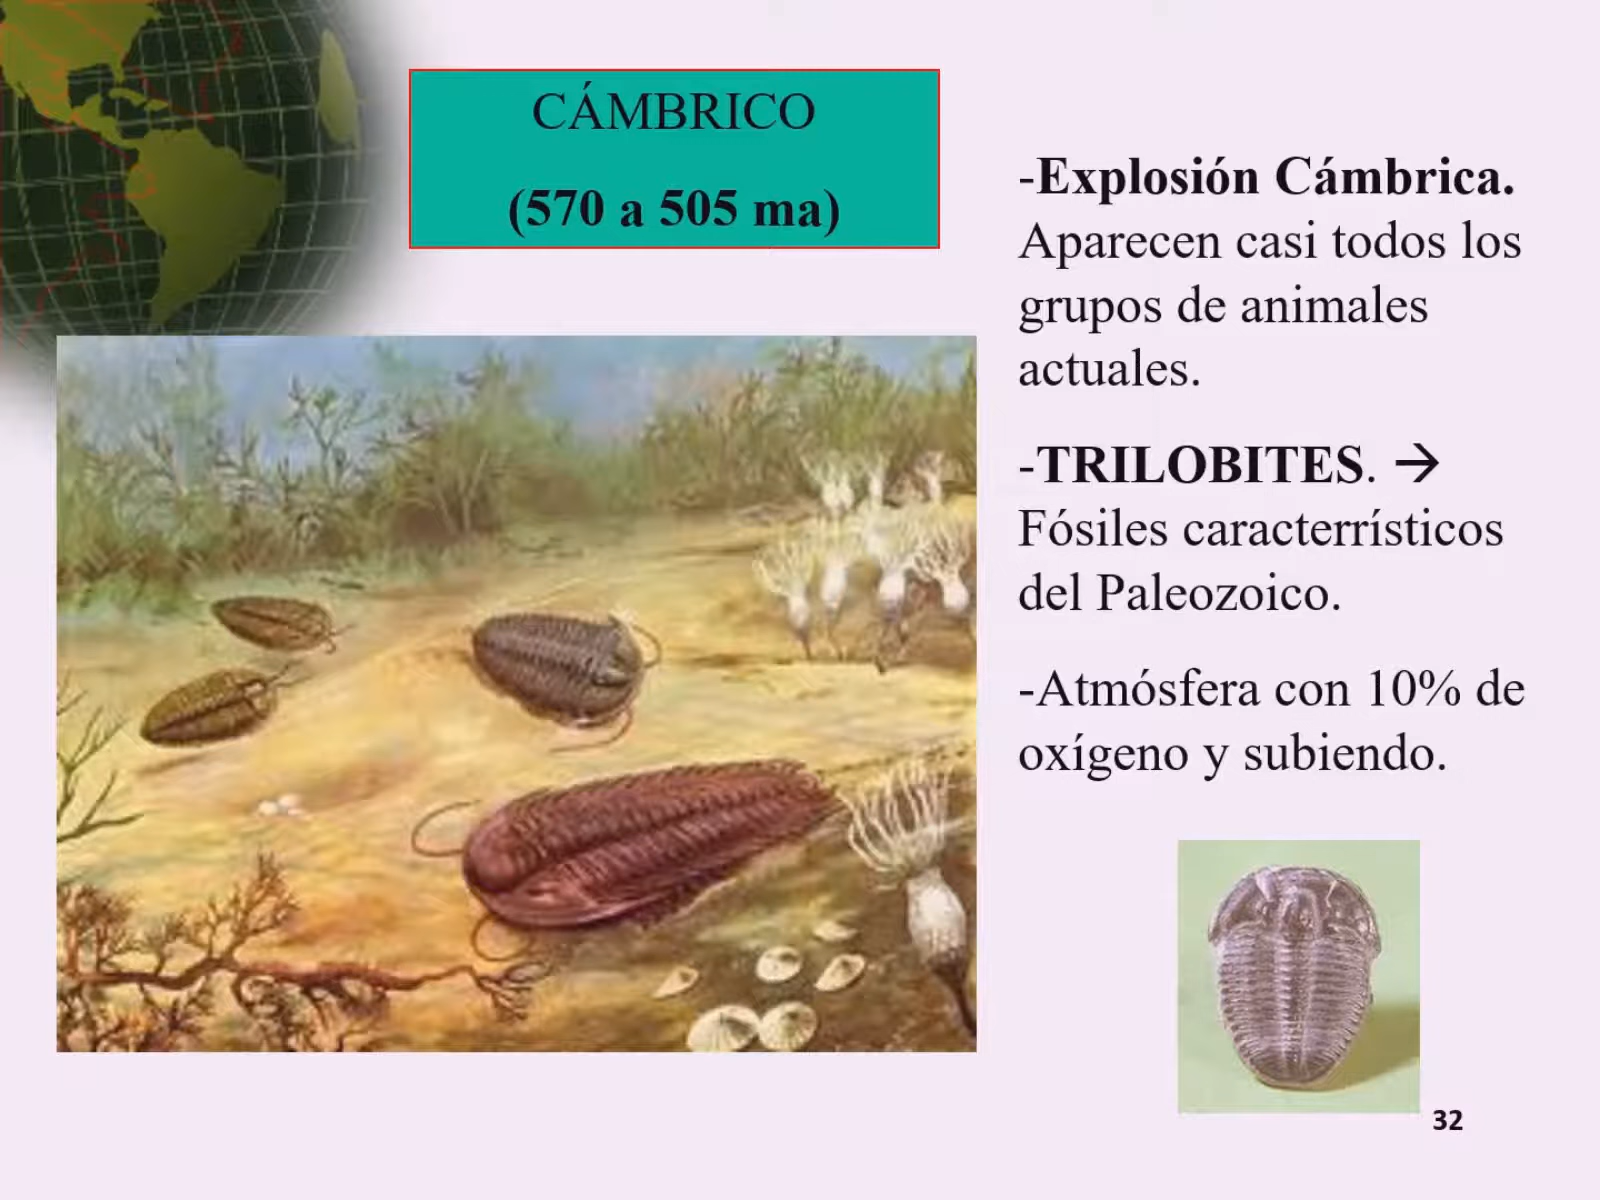 CÁMBRICO
(570 a 505 ma)
-Explosión Cámbrica.
Aparecen casi todos los
grupos de animales
actuales.
-TRILOBITES. →
Fósiles caracterrísticos
del Paleozoico.
-Atmósfera con 10% de
oxígeno y subiendo.
32